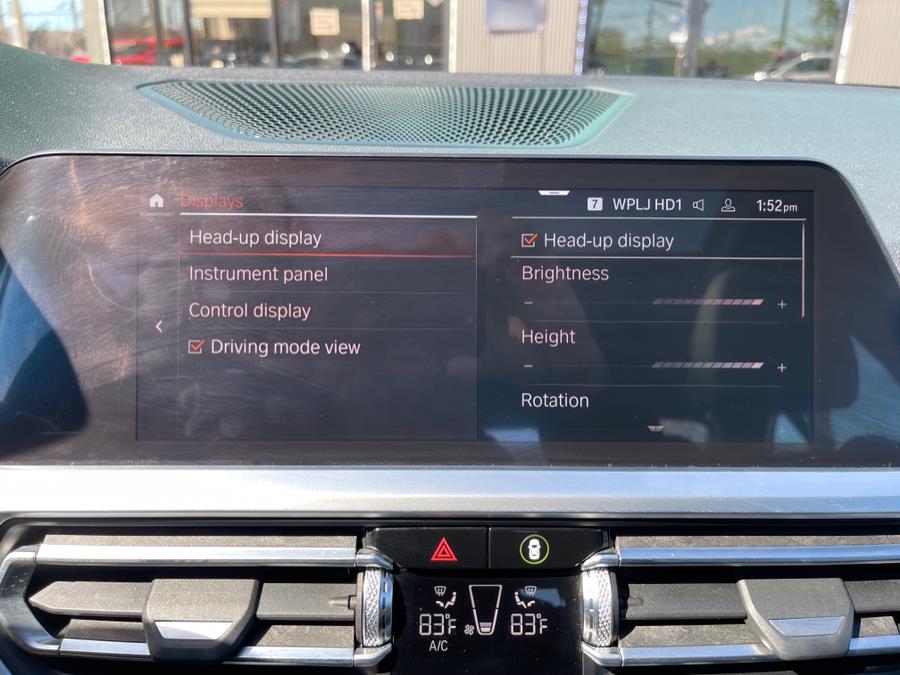 Displays
7 WPLJ HD1 1:52pm
Head-up display
Instrument panel
Control display
Driving mode view
Head-up display
Brightness
- +
Height
- +
Rotation
83°F 83°F
A/C